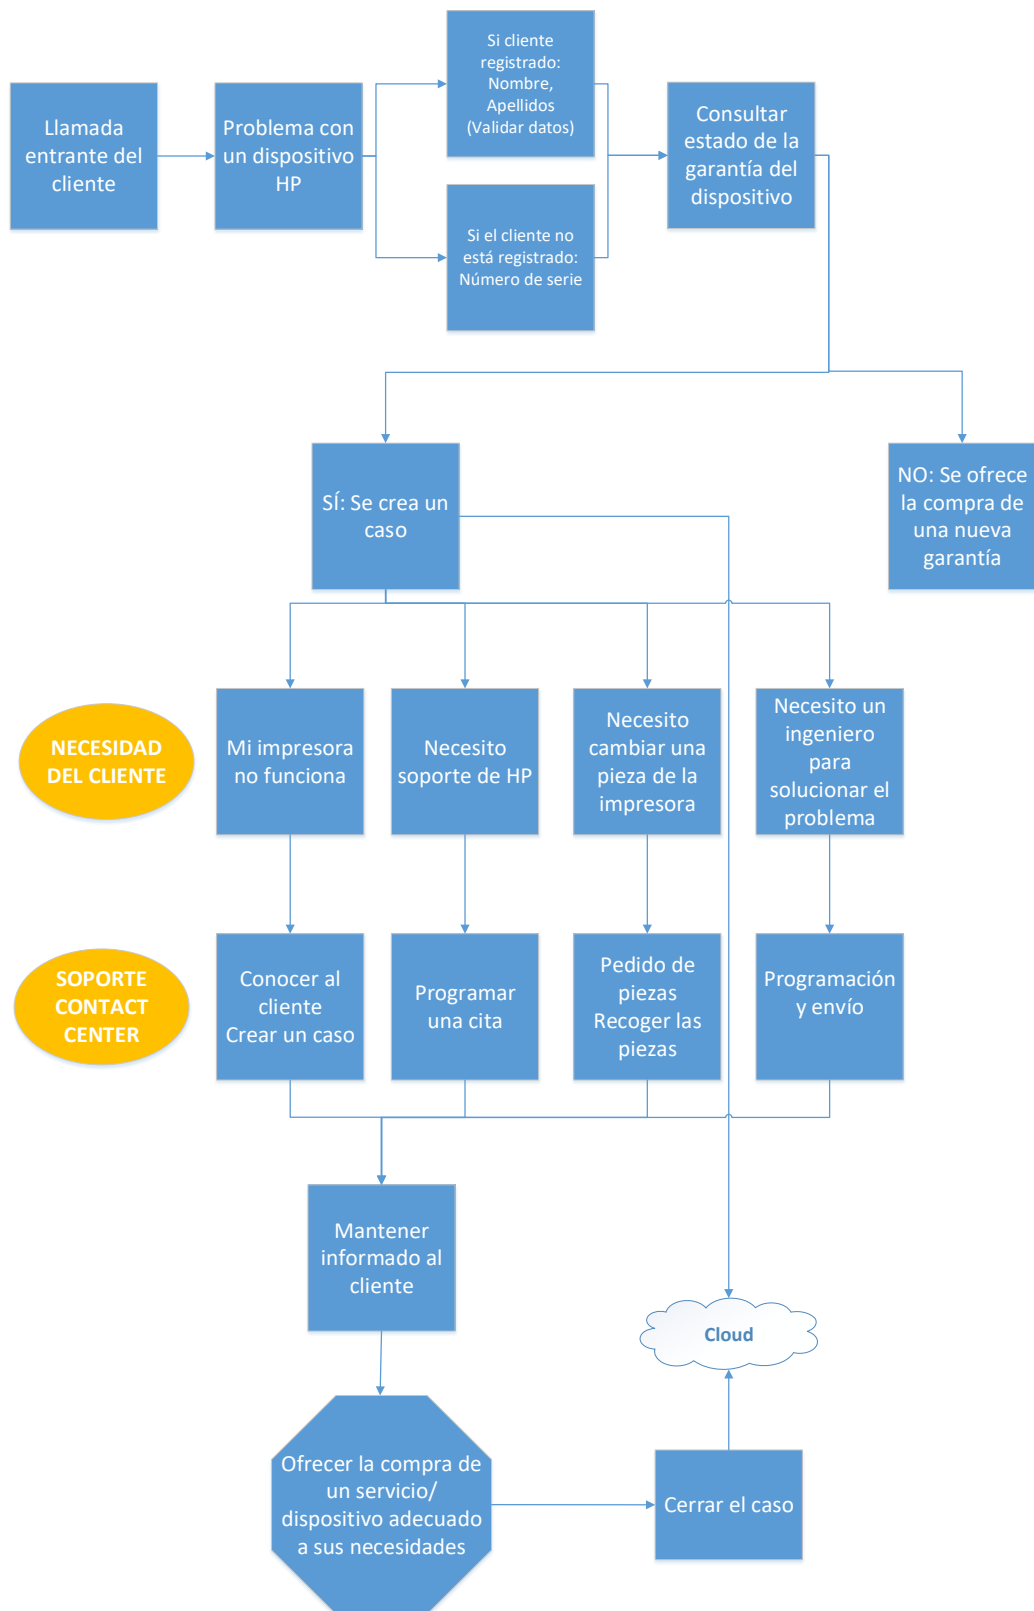 Si cliente
registrado:
Nombre,
Apellidos
(Validar datos)
Llamada
entrante del
cliente
Problema con
un dispositivo
HP
Consultar
estado de la
garantía del
dispositivo
Si el cliente no
está registrado:
Número de serie
SÍ: Se crea un
caso
NO: Se ofrece
la compra de
una nueva
garantía
NECESIDAD
DEL CLIENTE
Mi impresora
no funciona
Necesito
soporte de HP
Necesito
cambiar una
pieza de la
impresora
Necesito un
ingeniero
para
solucionar el
problema
SOPORTE
CONTACT
CENTER
Conocer al
cliente
Crear un caso
Programar
una cita
Pedido de
piezas
Recoger las
piezas
Programación
y envío
Mantener
informado al
cliente
Cloud
Ofrecer la compra de
un servicio/
dispositivo adecuado
a sus necesidades
Cerrar el caso